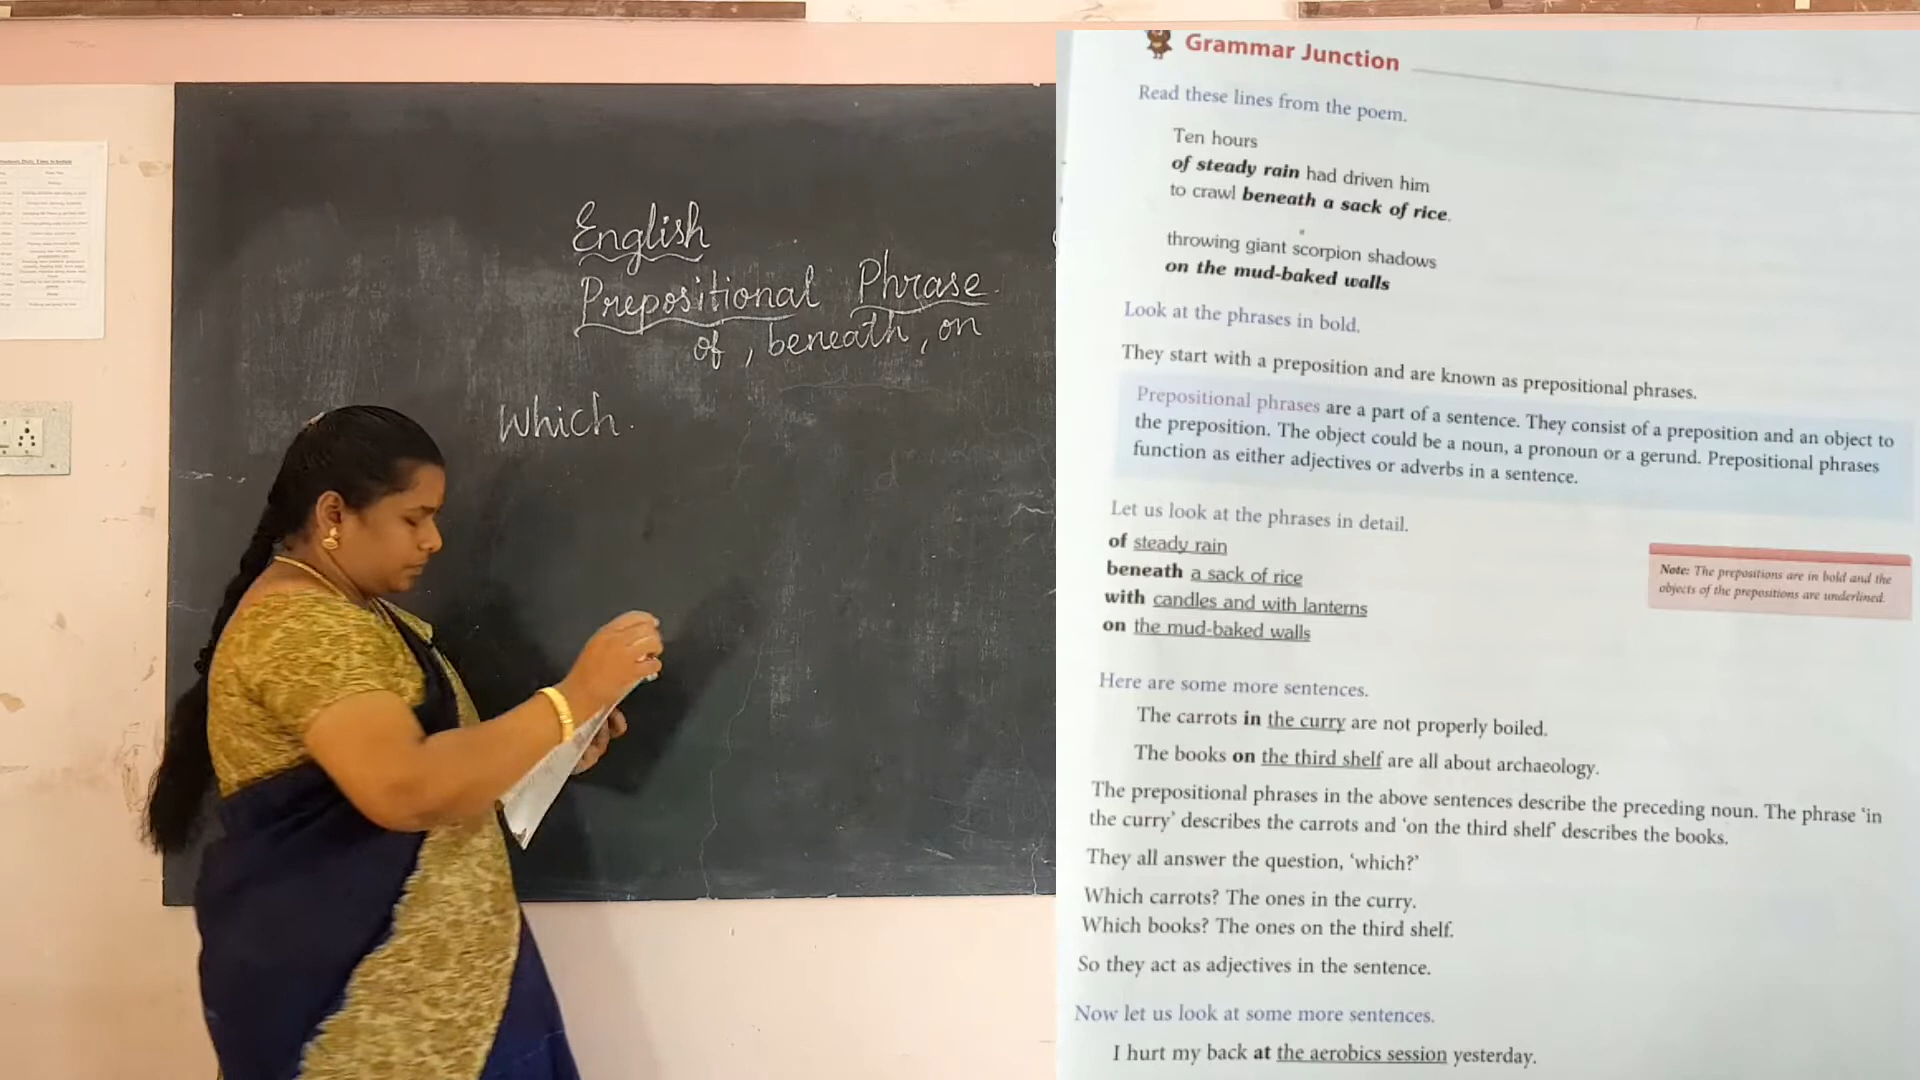 English
Prepositional Phrase
of, beneath, on
Which.
Grammar Junction
Read these lines from the poem.
Ten hours
of steady rain had driven him
to crawl beneath a sack of rice.
throwing giant scorpion shadows
on the mud-baked walls
Look at the phrases in bold.
They start with a preposition and are known as prepositional phrases.
Prepositional phrases are a part of a sentence. They consist of a preposition and an object to
the preposition. The object could be a noun, a pronoun or a gerund. Prepositional phrases
function as either adjectives or adverbs in a sentence.
Let us look at the phrases in detail.
of steady rain
beneath a sack of rice
with candles and with lanterns
on the mud-baked walls
Note: The prepositions are in bold and the
objects of the prepositions are underlined.
Here are some more sentences.
The carrots in the curry are not properly boiled.
The books on the third shelf are all about archaeology.
The prepositional phrases in the above sentences describe the preceding noun. The phrase ‘in
the curry’ describes the carrots and ‘on the third shelf’ describes the books.
They all answer the question, ‘which?’
Which carrots? The ones in the curry.
Which books? The ones on the third shelf.
So they act as adjectives in the sentence.
Now let us look at some more sentences.
I hurt my back at the aerobics session yesterday.